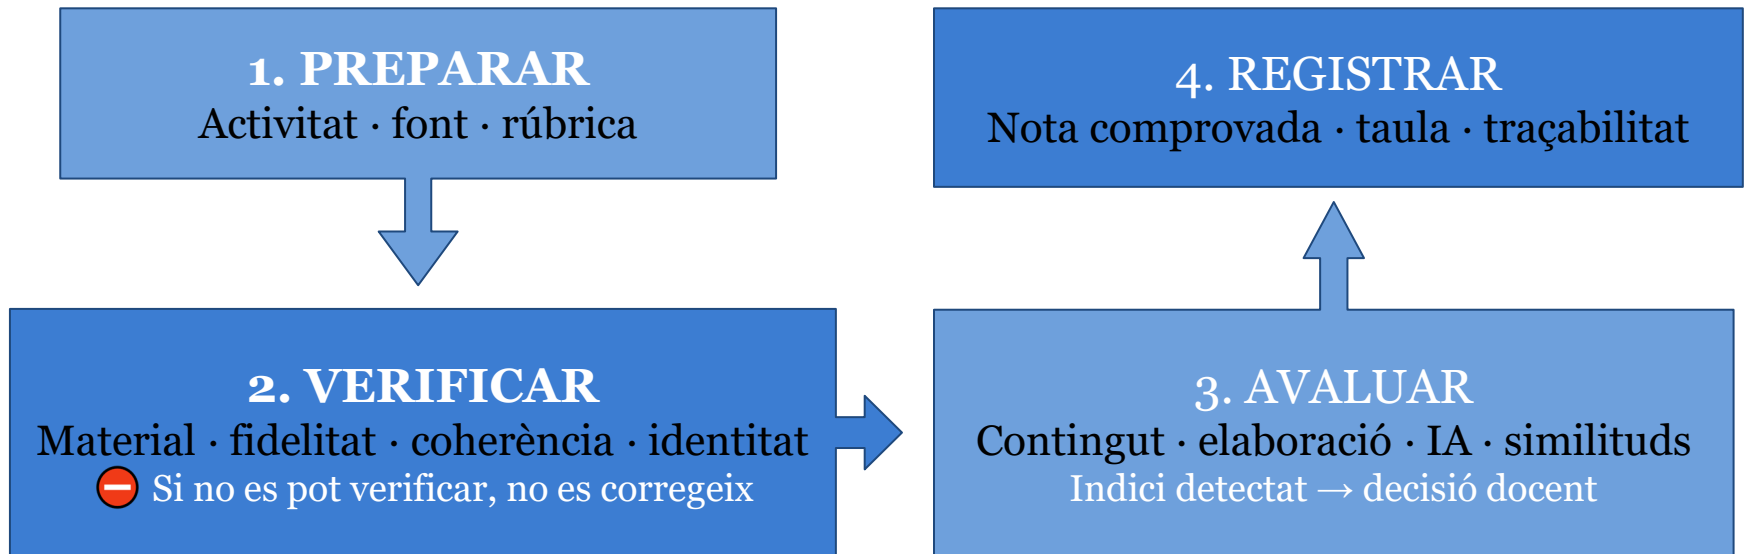 1. PREPARAR
Activitat · font · rúbrica
2. VERIFICAR
Material · fidelitat · coherència · identitat
Si no es pot verificar, no es corregeix
3. AVALUAR
Contingut · elaboració · IA · similituds
Indici detectat → decisió docent
4. REGISTRAR
Nota comprovada · taula · traçabilitat